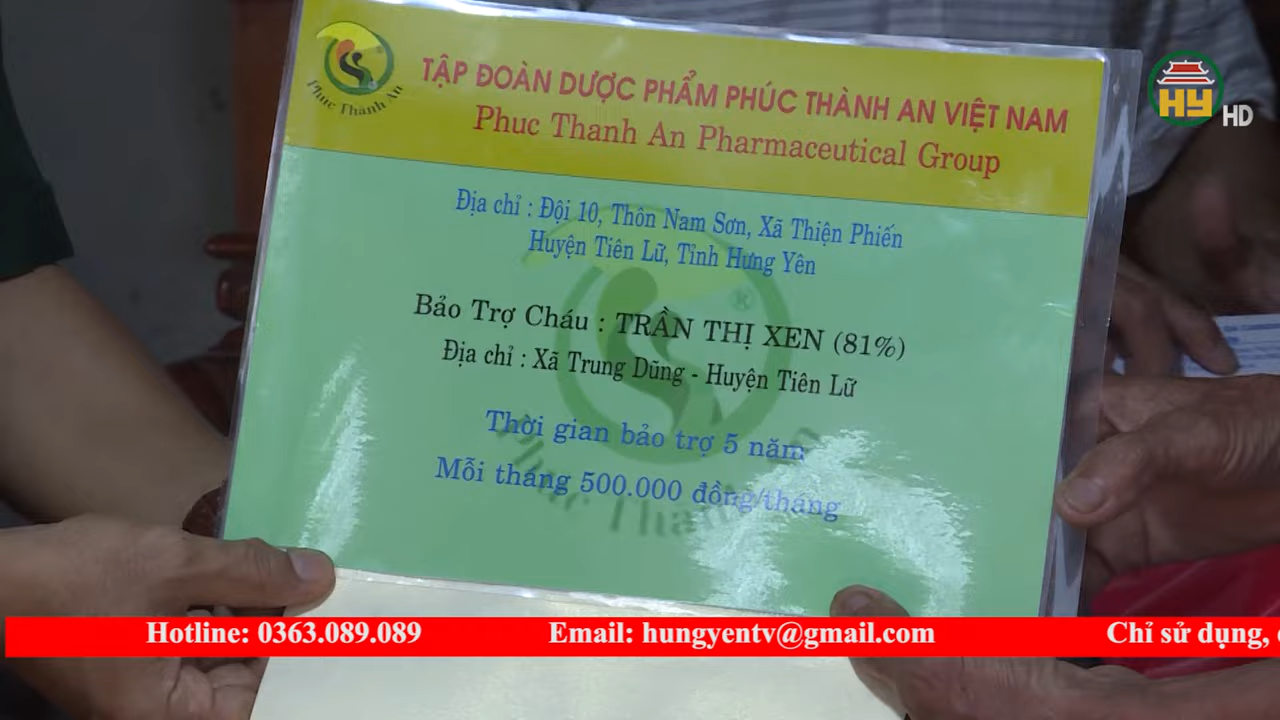 Phúc Thành An
TẬP ĐOÀN DƯỢC PHẨM PHÚC THÀNH AN VIỆT NAM
Phuc Thanh An Pharmaceutical Group
HY HD
Địa chỉ : Đội 10, Thôn Nam Sơn, Xã Thiện Phiến
Huyện Tiên Lữ, Tỉnh Hưng Yên
®
Bảo Trợ Cháu : TRẦN THỊ XEN (81%)
Địa chỉ : Xã Trung Dũng - Huyện Tiên Lữ
Thời gian bảo trợ 5 năm
Mỗi tháng 500.000 đồng/tháng
Hotline: 0363.089.089 Email: hungyentv@gmail.com Chỉ sử dụng,